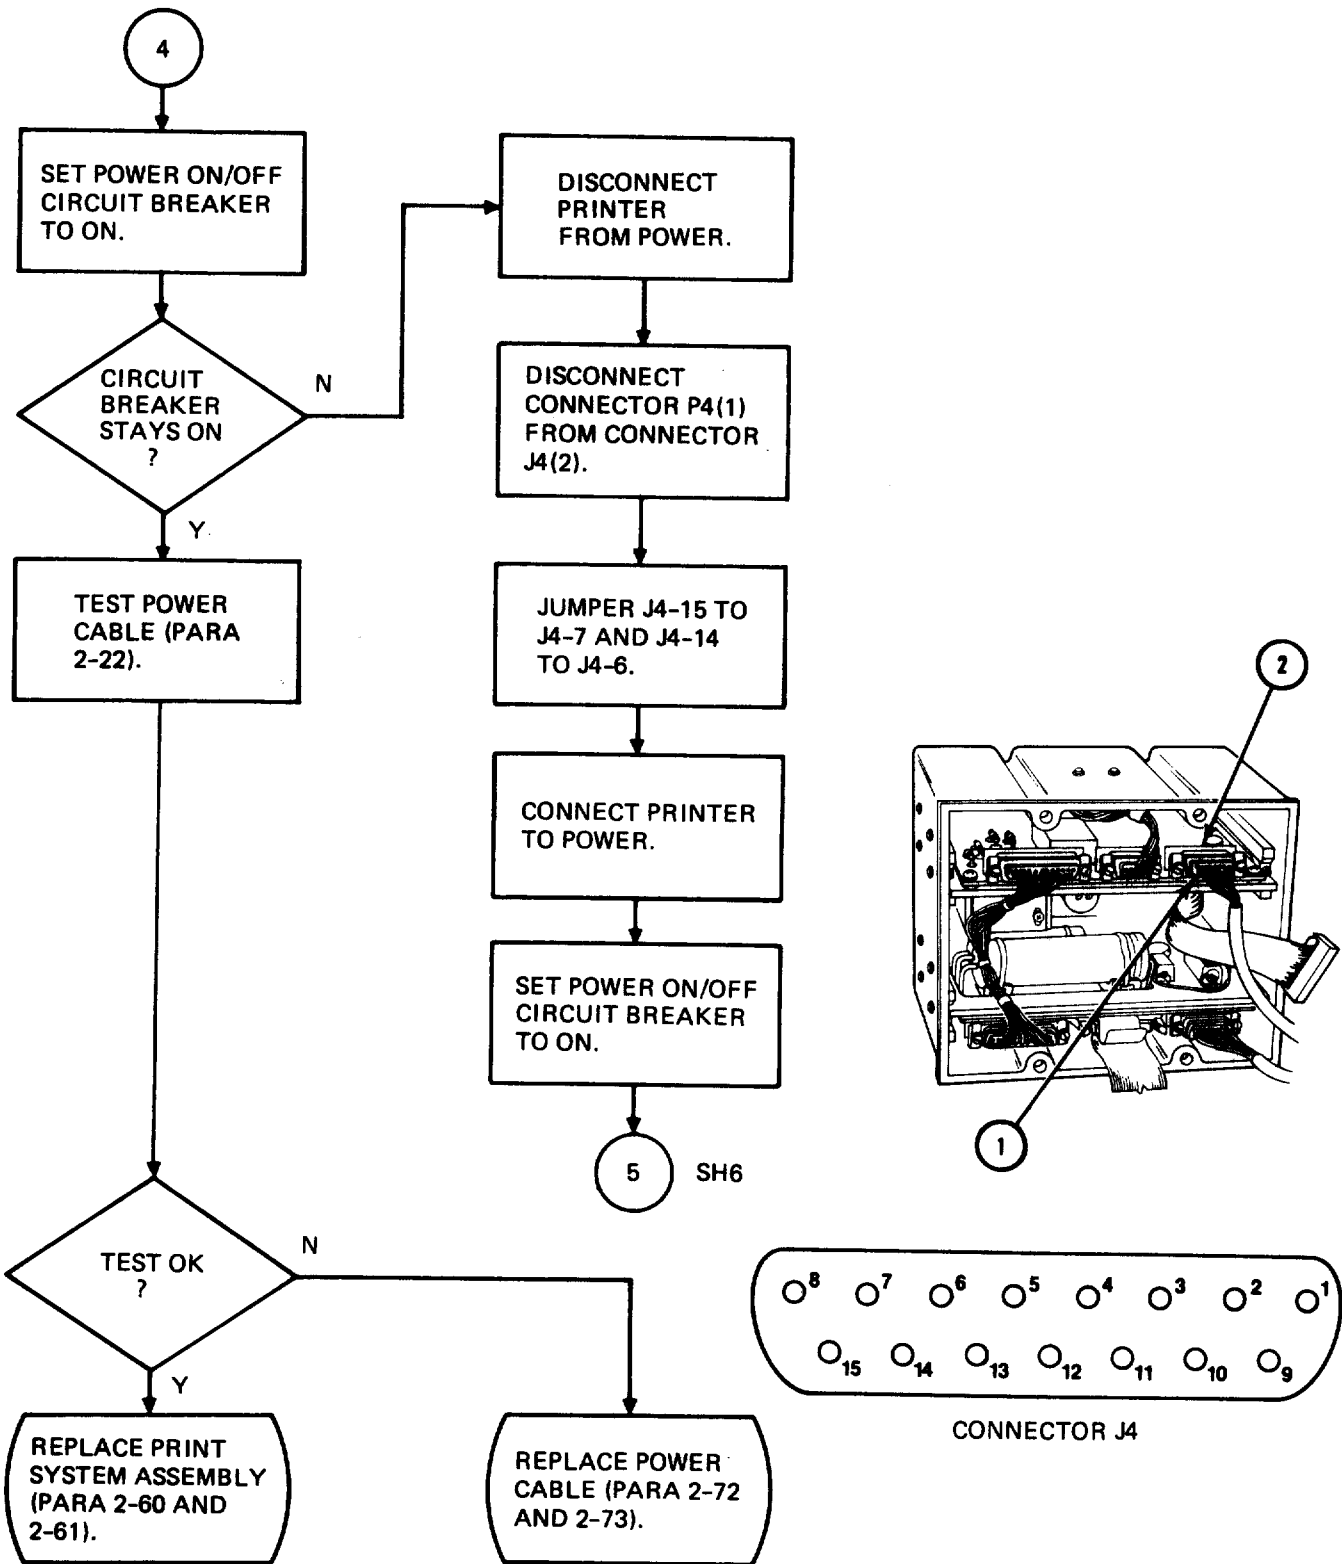 4
SET POWER ON/OFF
CIRCUIT BREAKER
TO ON.
CIRCUIT
BREAKER
STAYS ON
?
N
Y
TEST POWER
CABLE (PARA
2-22).
TEST OK
?
N
Y
REPLACE PRINT
SYSTEM ASSEMBLY
(PARA 2-60 AND
2-61).
REPLACE POWER
CABLE (PARA 2-72
AND 2-73).
DISCONNECT
PRINTER
FROM POWER.
DISCONNECT
CONNECTOR P4(1)
FROM CONNECTOR
J4(2).
JUMPER J4-15 TO
J4-7 AND J4-14
TO J4-6.
CONNECT PRINTER
TO POWER.
SET POWER ON/OFF
CIRCUIT BREAKER
TO ON.
5 SH6
2
1
8 7 6 5 4 3 2 1
15 14 13 12 11 10 9
CONNECTOR J4